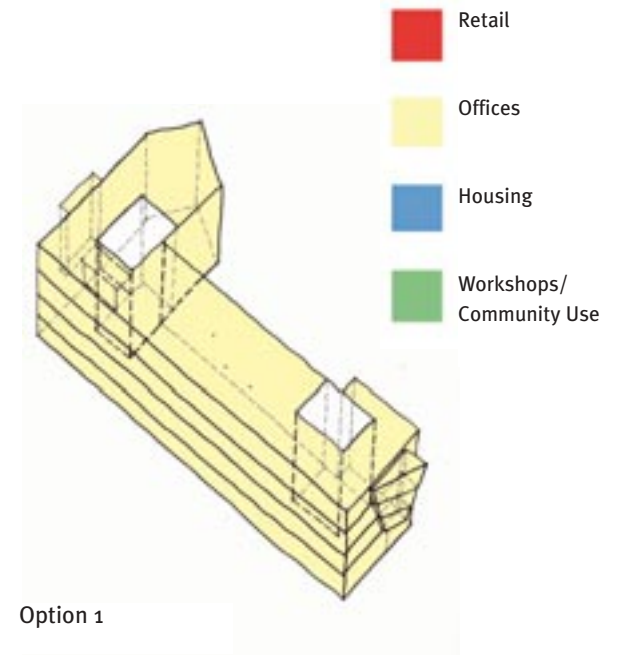 Retail
Offices
Housing
Workshops/
Community Use
Option 1